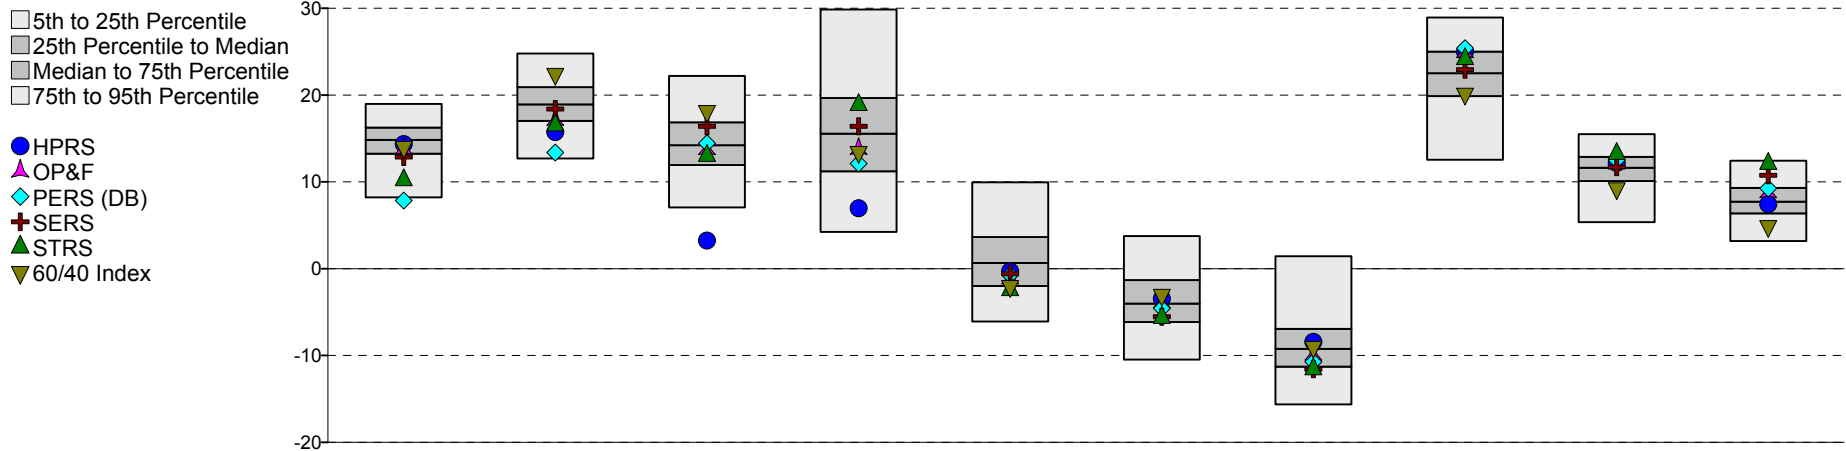 5th to 25th Percentile
25th Percentile to Median
Median to 75th Percentile
75th to 95th Percentile
HPRS
OP&F
PERS (DB)
SERS
STRS
60/40 Index
30
20
10
0
-10
-20